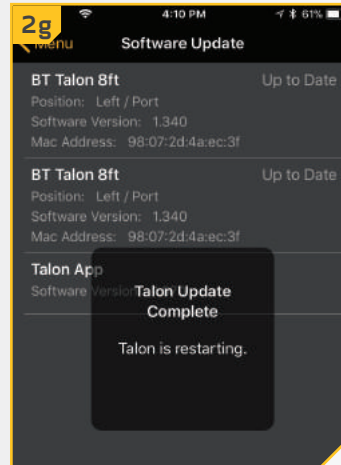 2g
4:10 PM 61%
Menu Software Update
BT Talon 8ft Up to Date
Position: Left / Port
Software Version: 1.340
Mac Address: 98:07:2d:4a:ec:3f
BT Talon 8ft Up to Date
Position: Left / Port
Software Version: 1.340
Mac Address: 98:07:2d:4a:ec:3f
Talon App
Software Version
Talon Update
Complete
Talon is restarting.